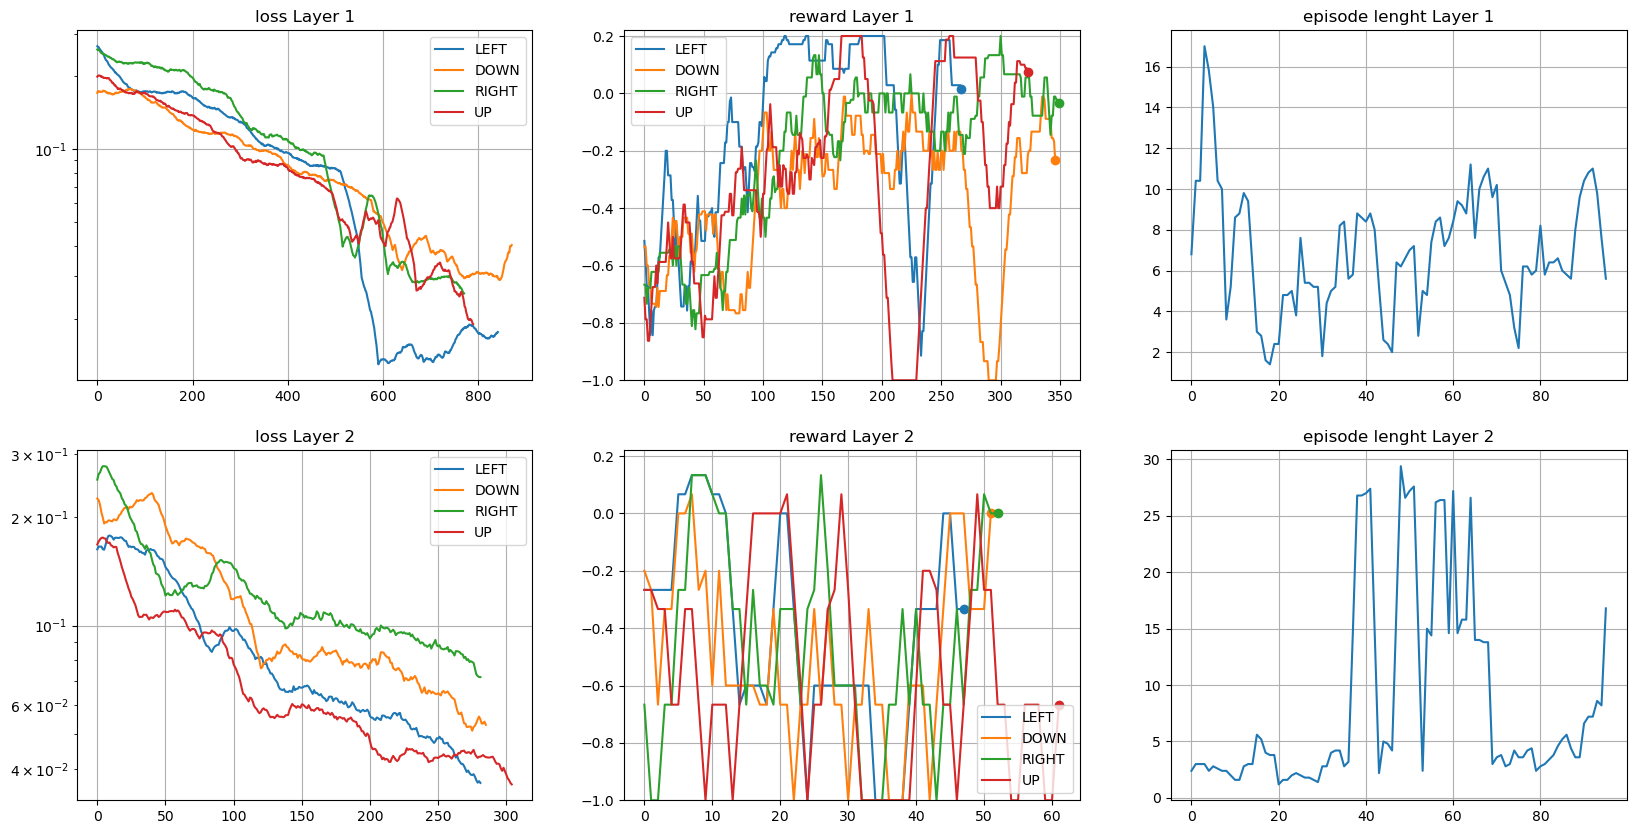 loss Layer 1
10^-1
LEFT
DOWN
RIGHT
UP
0 200 400 600 800
reward Layer 1
0.2
0.0
−0.2
−0.4
−0.6
−0.8
−1.0
LEFT
DOWN
RIGHT
UP
0 50 100 150 200 250 300 350
episode lenght Layer 1
16
14
12
10
8
6
4
2
0 20 40 60 80
loss Layer 2
3 × 10^-1
2 × 10^-1
10^-1
6 × 10^-2
4 × 10^-2
LEFT
DOWN
RIGHT
UP
0 50 100 150 200 250 300
reward Layer 2
0.2
0.0
−0.2
−0.4
−0.6
−0.8
−1.0
LEFT
DOWN
RIGHT
UP
0 10 20 30 40 50 60
episode lenght Layer 2
30
25
20
15
10
5
0
0 20 40 60 80